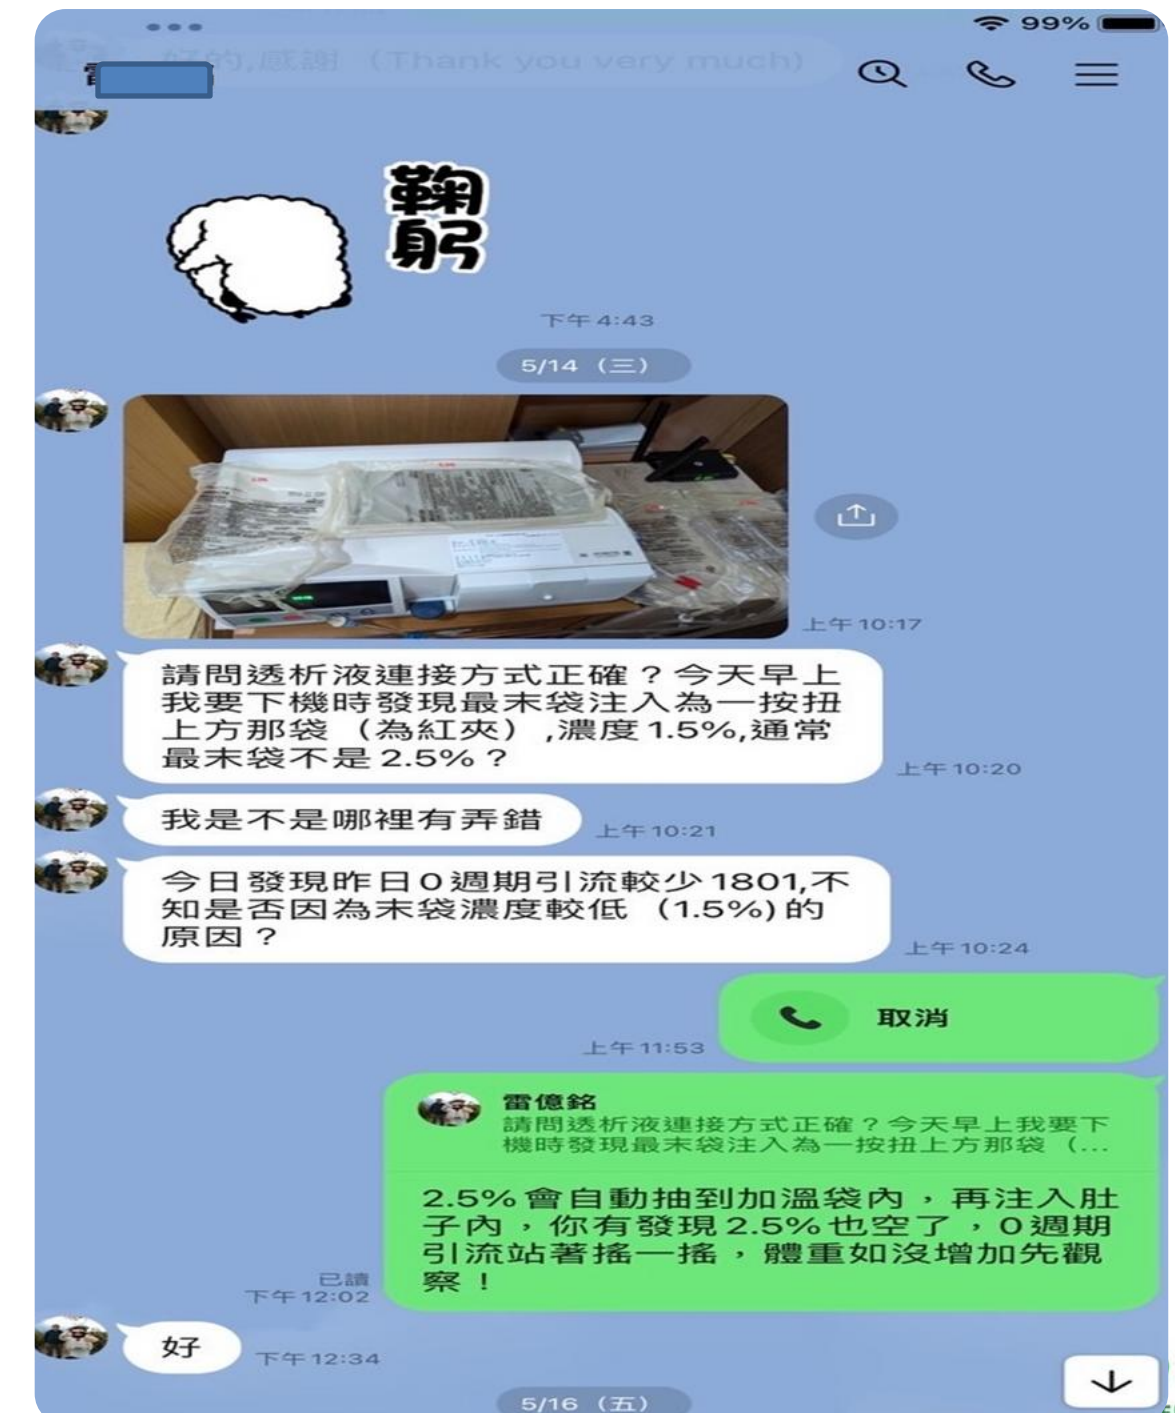 99%
好的,感謝 (Thank you very much)
鞠
躬
下午 4:43
5/14 (三)
上午 10:17
請問透析液連接方式正確？今天早上
我要下機時發現最末袋注入為一按扭
上方那袋 (為紅夾) ,濃度1.5%,通常
最末袋不是2.5%？
上午 10:20
我是不是哪裡有弄錯
上午 10:21
今日發現昨日0週期引流較少1801,不
知是否因為末袋濃度較低 (1.5%)的
原因？
上午 10:24
取消
上午 11:53
雷億銘
請問透析液連接方式正確？今天早上我要下
機時發現最末袋注入為一按扭上方那袋 (...
2.5%會自動抽到加溫袋內，再注入肚
子內，你有發現2.5%也空了，0週期
引流站著搖一搖，體重如沒增加先觀
察！
已讀
下午 12:02
好
下午 12:34
5/16 (五)